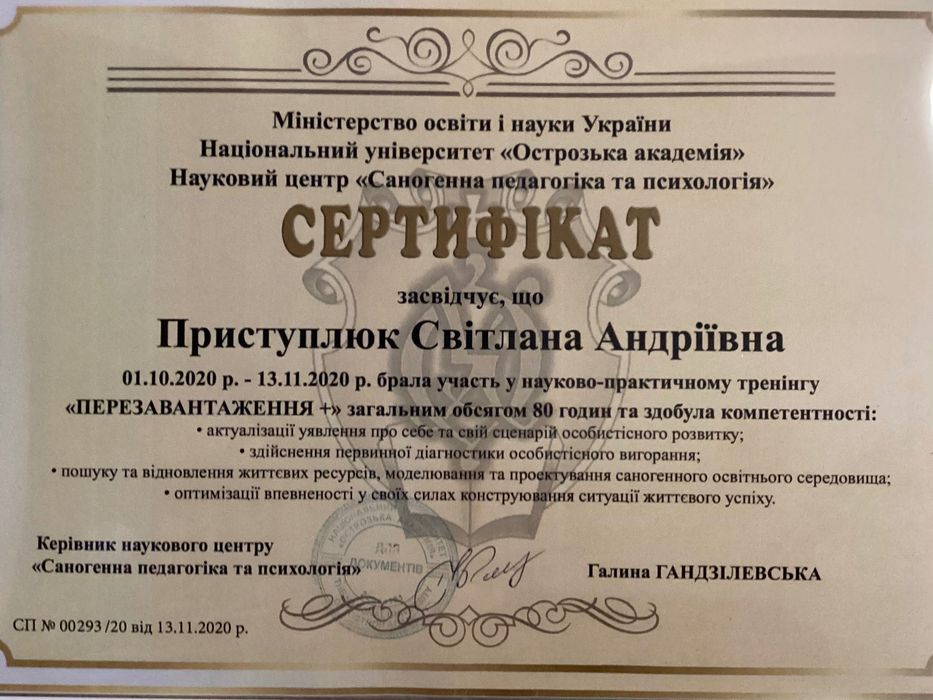 Міністерство освіти і науки України
Національний університет «Острозька академія»
Науковий центр «Саногенна педагогіка та психологія»
СЕРТИФІКАТ
засвідчує, що
Приступлюк Світлана Андріївна
01.10.2020 р. - 13.11.2020 р. брала участь у науково-практичному тренінгу
«ПЕРЕЗАВАНТАЖЕННЯ +» загальним обсягом 80 годин та здобула компетентності:
• актуалізації уявлення про себе та свій сценарій особистісного розвитку;
• здійснення первинної діагностики особистісного вигорання;
• пошуку та відновлення життєвих ресурсів, моделювання та проектування саногенного освітнього середовища;
• оптимізації впевненості у своїх силах конструювання ситуації життєвого успіху.
Керівник наукового центру
«Саногенна педагогіка та психологія»
ДЛЯ
ДОКУМЕНТІВ
Галина ГАНДЗІЛЕВСЬКА
СП № 00293 /20 від 13.11.2020 р.